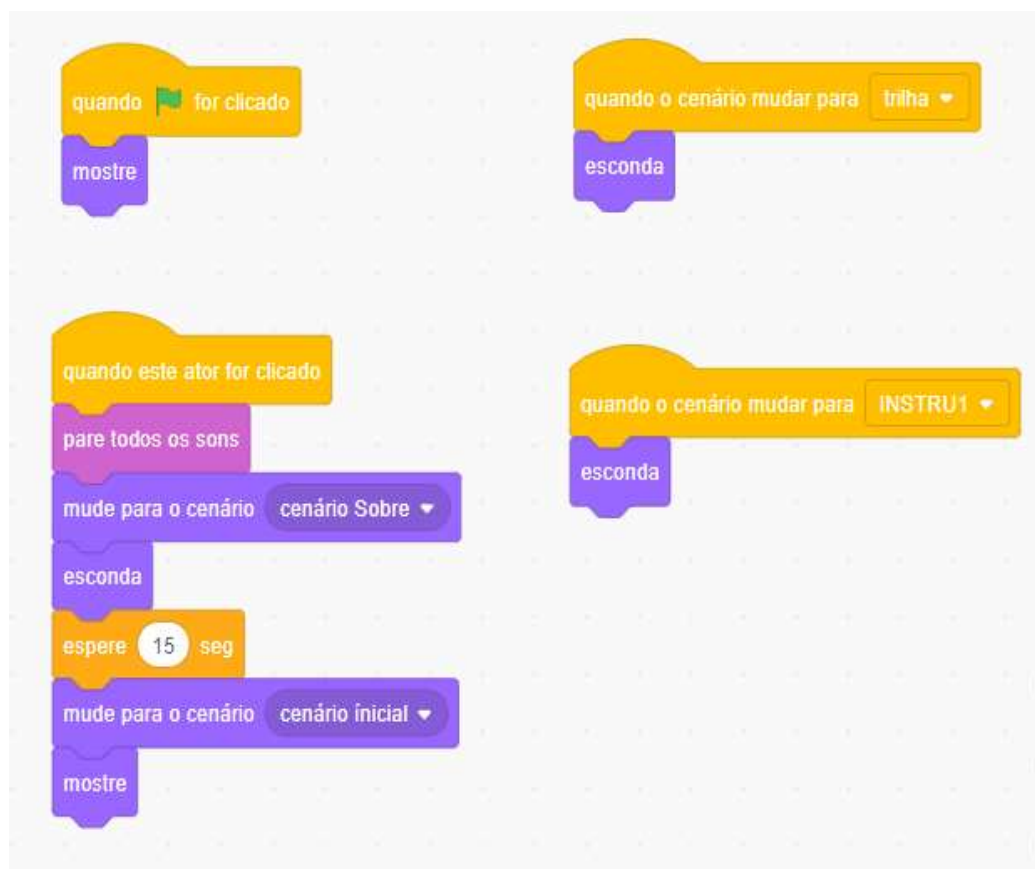 quando for clicado
mostre
quando o cenário mudar para trilha
esconda
quando este ator for clicado
pare todos os sons
mude para o cenário cenário Sobre
esconda
espere 15 seg
mude para o cenário cenário ínicial
mostre
quando o cenário mudar para INSTRU1
esconda